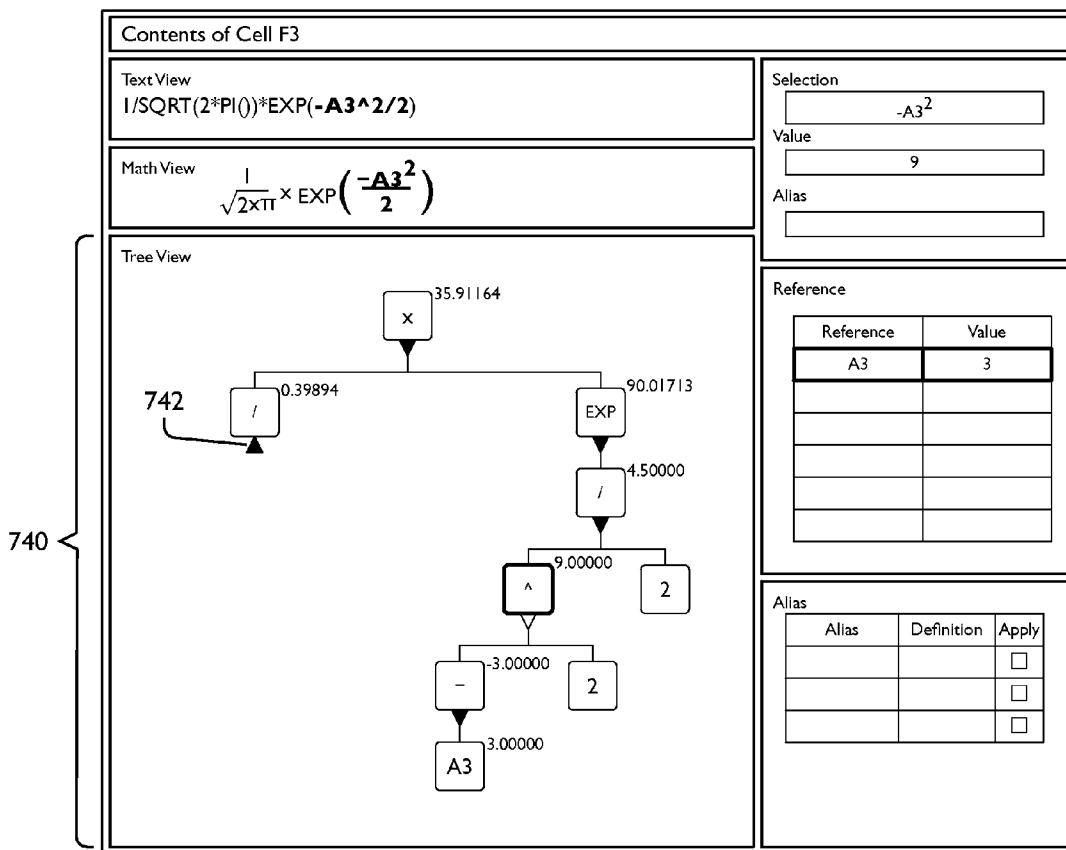 Contents of Cell F3
Text View
1/SQRT(2*PI())*EXP(-A3^2/2)
Math View
1
√2xπ x EXP(-A3²
2)
Selection
-A3²
Value
9
Alias
Tree View
35.91164
x
0.39894
/
90.01713
EXP
742
4.50000
/
740
9.00000
^
2
-3.00000
−
2
3.00000
A3
Reference
Reference Value
A3 3
Alias
Alias Definition Apply